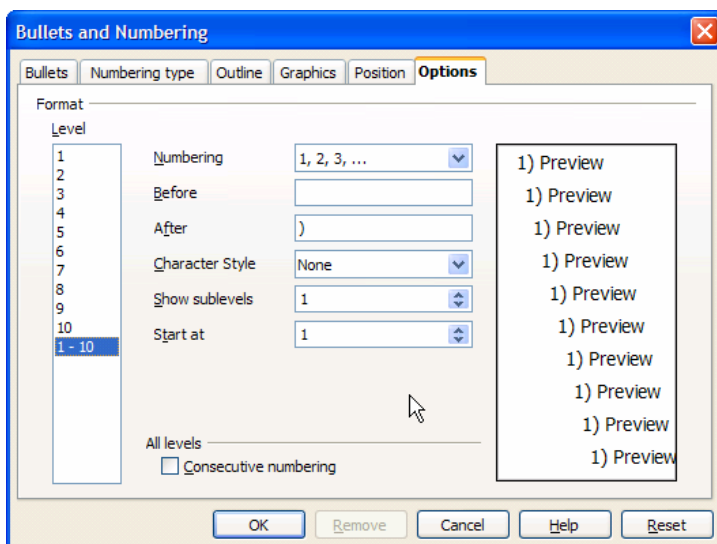 Bullets and Numbering
Bullets Numbering type Outline Graphics Position Options
Format
Level
1
2
3
4
5
6
7
8
9
10
1 - 10
Numbering 1, 2, 3, ...
Before
After )
Character Style None
Show sublevels 1
Start at 1
All levels
Consecutive numbering
1) Preview
1) Preview
1) Preview
1) Preview
1) Preview
1) Preview
1) Preview
1) Preview
1) Preview
1) Preview
OK Remove Cancel Help Reset